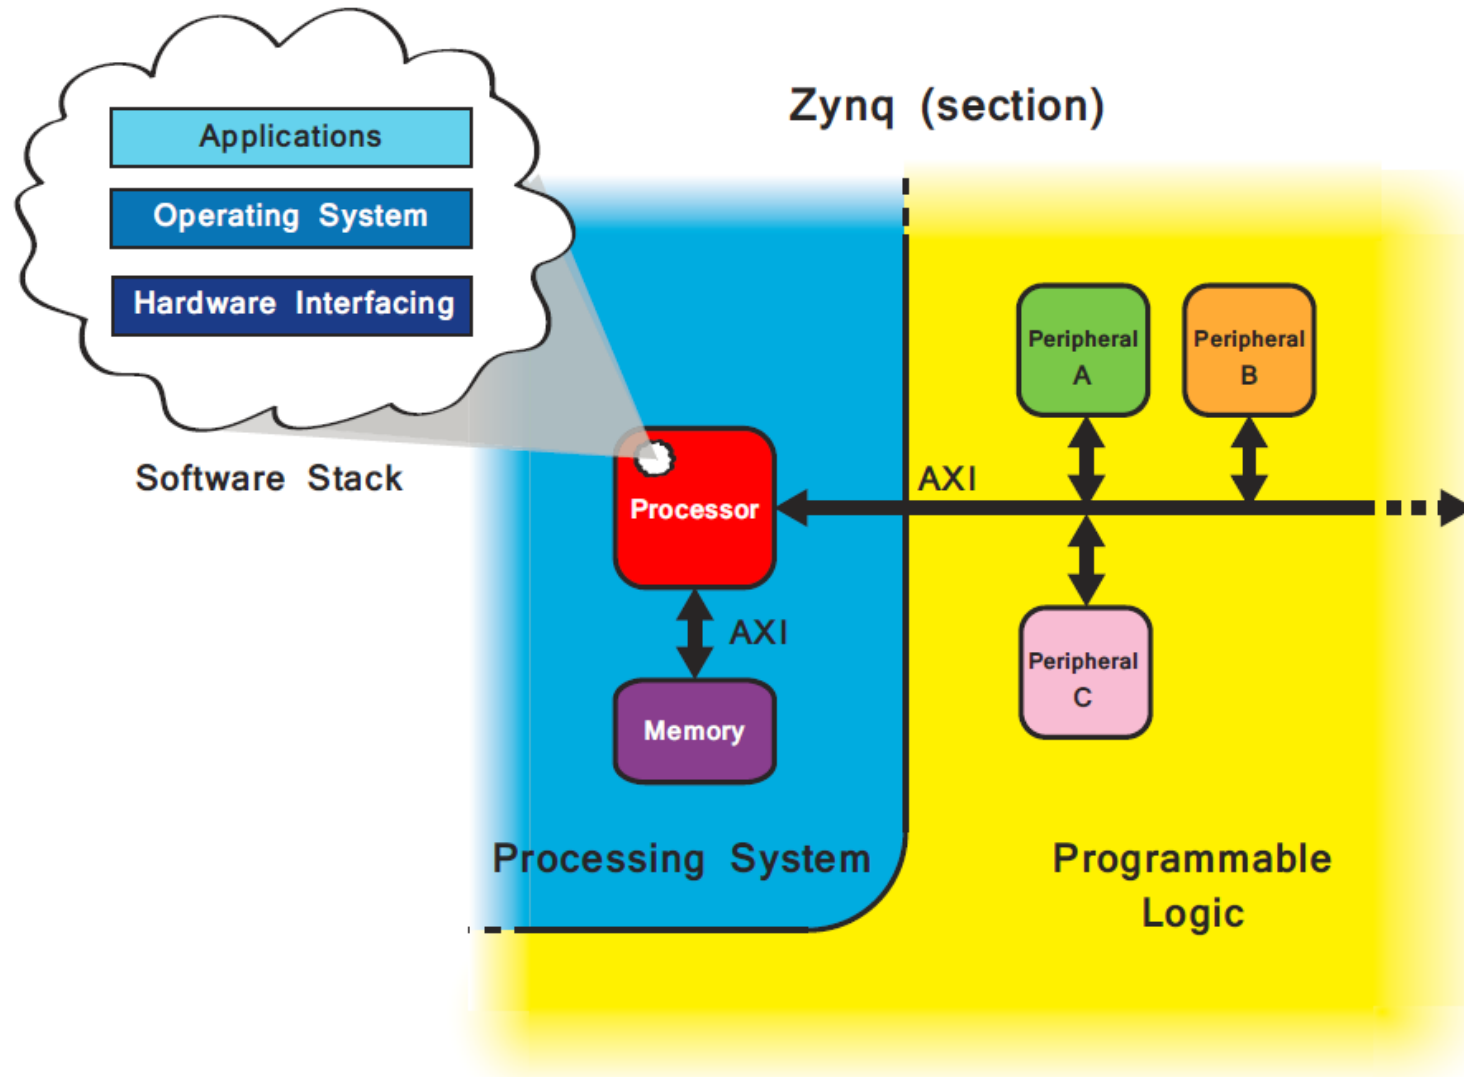 Zynq (section)
Applications
Operating System
Hardware Interfacing
Software Stack
Processor
AXI
Memory
Processing System
AXI
Peripheral
A
Peripheral
B
Peripheral
C
Programmable
Logic